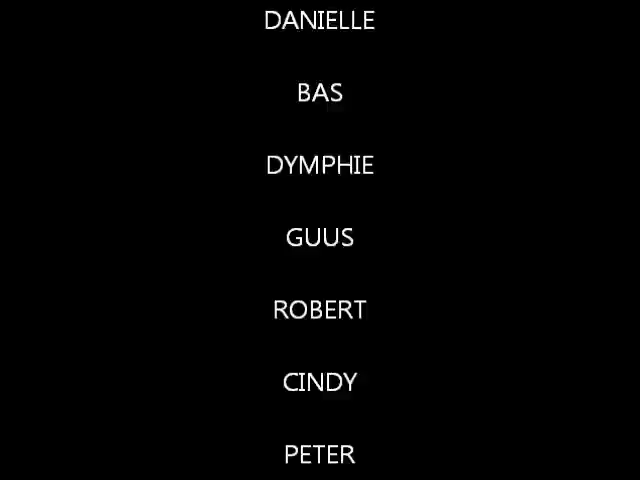 DANIELLE
BAS
DYMPHIE
GUUS
ROBERT
CINDY
PETER